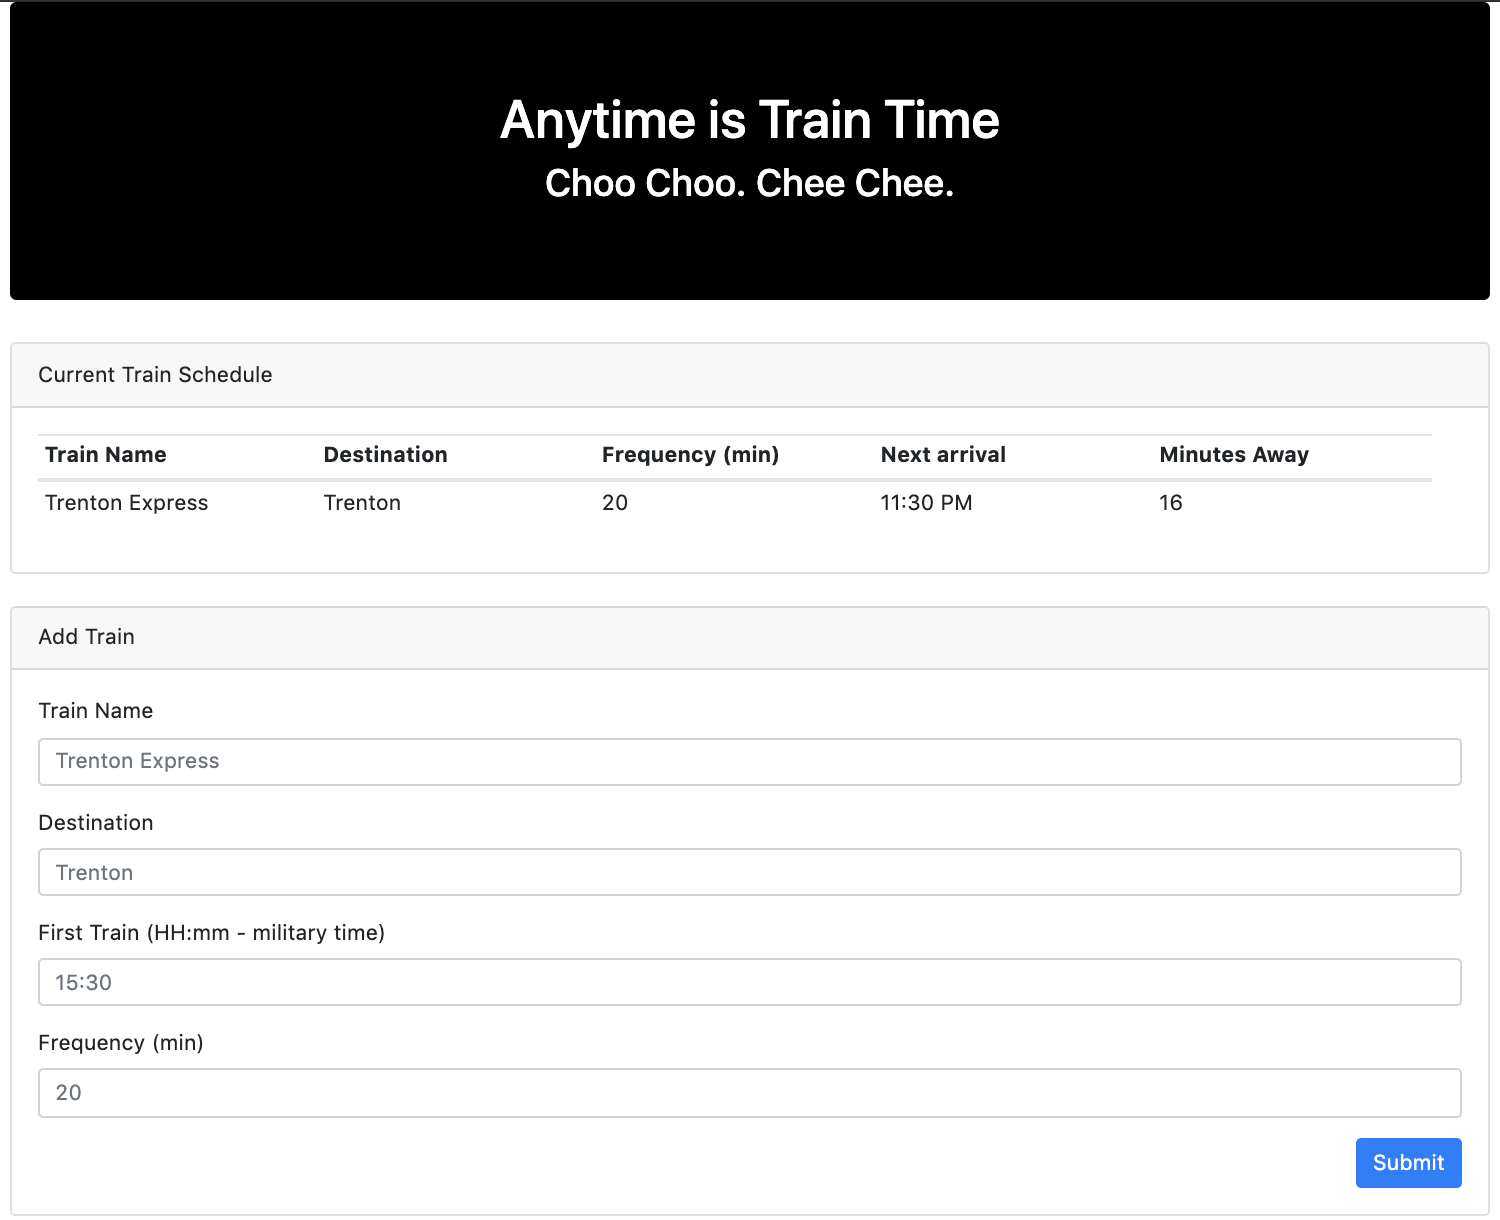 Anytime is Train Time
Choo Choo. Chee Chee.
Current Train Schedule
Train Name Destination Frequency (min) Next arrival Minutes Away
Trenton Express Trenton 20 11:30 PM 16
Add Train
Train Name
Trenton Express
Destination
Trenton
First Train (HH:mm - military time)
15:30
Frequency (min)
20
Submit